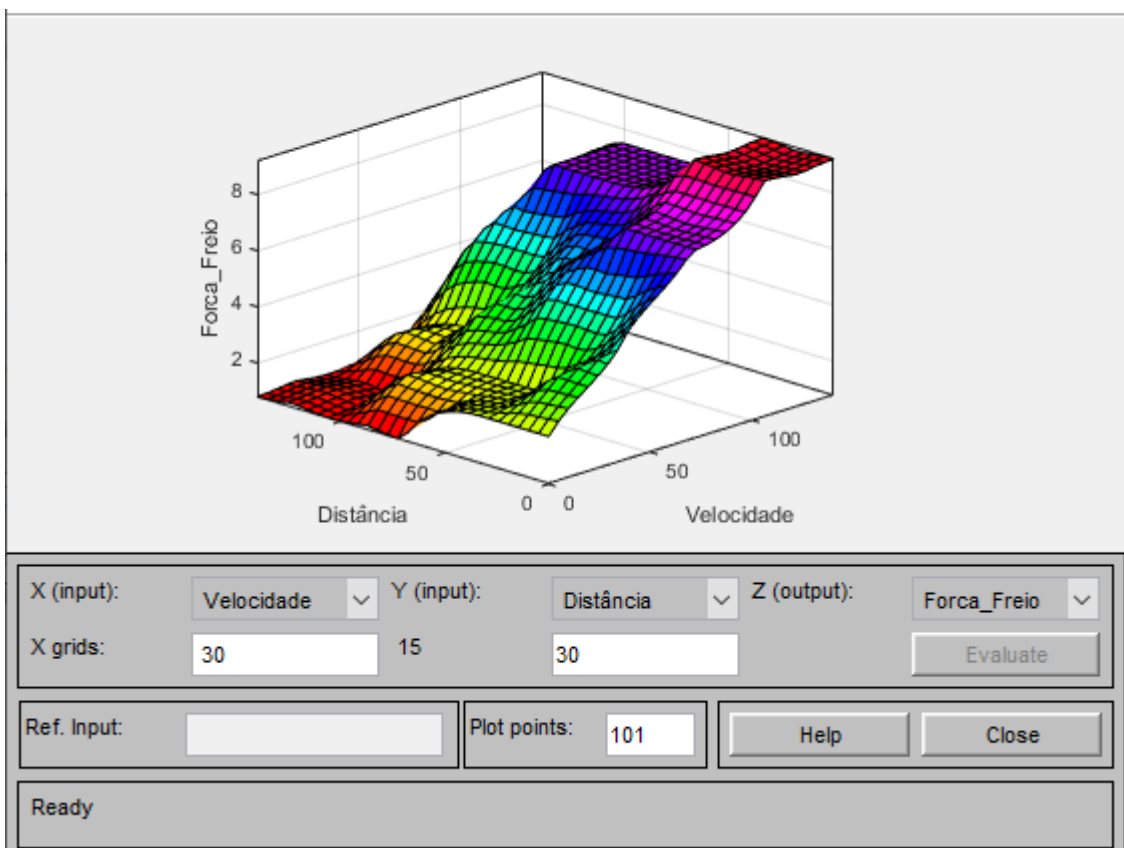 8
6
4
2
Forca_Freio
100
50
0
Distância
0
50
100
Velocidade
X (input): Velocidade Y (input): Distância Z (output): Forca_Freio
X grids: 30 15 30 Evaluate
Ref. Input: Plot points: 101 Help Close
Ready